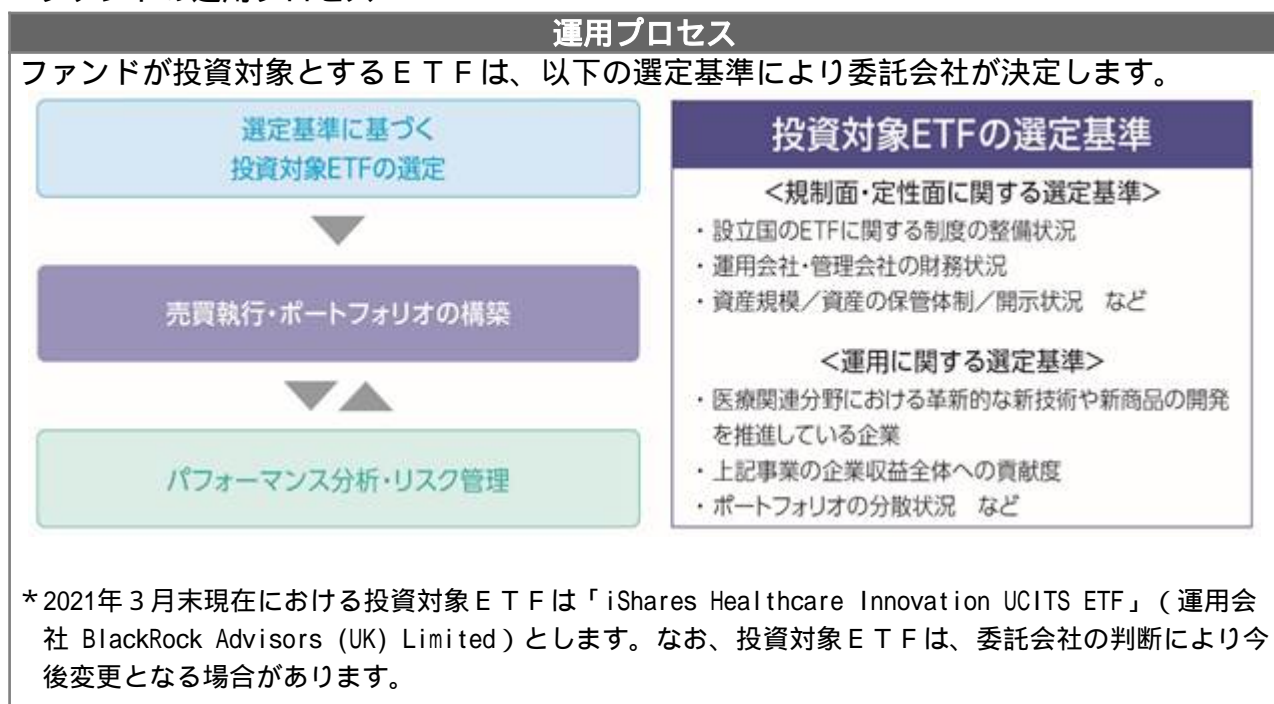 運用プロセス
ファンドが投資対象とするＥＴＦは、以下の選定基準により委託会社が決定します。
選定基準に基づく
投資対象ETFの選定
売買執行・ポートフォリオの構築
パフォーマンス分析・リスク管理
投資対象ETFの選定基準
＜規制面・定性面に関する選定基準＞
・設立国のETFに関する制度の整備状況
・運用会社・管理会社の財務状況
・資産規模／資産の保管体制／開示状況　など
＜運用に関する選定基準＞
・医療関連分野における革新的な新技術や新商品の開発
を推進している企業
・上記事業の企業収益全体への貢献度
・ポートフォリオの分散状況　など
＊2021年３月末現在における投資対象ＥＴＦは「iShares Healthcare Innovation UCITS ETF」（運用会
社 BlackRock Advisors (UK) Limited）とします。なお、投資対象ＥＴＦは、委託会社の判断により今
後変更となる場合があります。